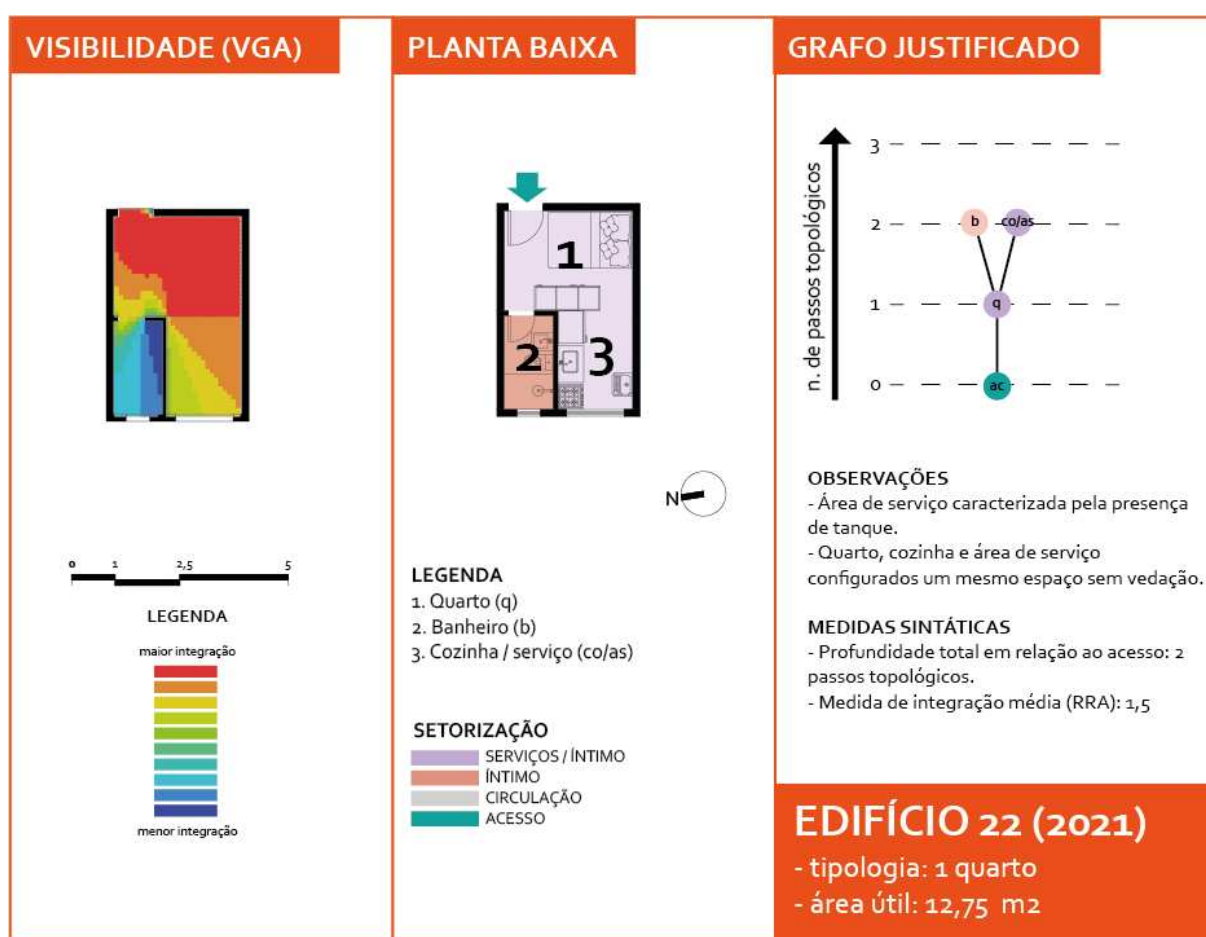 VISIBILIDADE (VGA)
0 1 2,5 5
LEGENDA
maior integração
menor integração
PLANTA BAIXA
1
2
3
N
LEGENDA
1. Quarto (q)
2. Banheiro (b)
3. Cozinha / serviço (co/as)
SETORIZAÇÃO
SERVIÇOS / ÍNTIMO
ÍNTIMO
CIRCULAÇÃO
ACESSO
GRAFO JUSTIFICADO
n. de passos topológicos
3
2
b
co/as
1
q
0
ac
OBSERVAÇÕES
- Área de serviço caracterizada pela presença
de tanque.
- Quarto, cozinha e área de serviço
configurados um mesmo espaço sem vedação.
MEDIDAS SINTÁTICAS
- Profundidade total em relação ao acesso: 2
passos topológicos.
- Medida de integração média (RRA): 1,5
EDIFÍCIO 22 (2021)
- tipologia: 1 quarto
- área útil: 12,75 m2